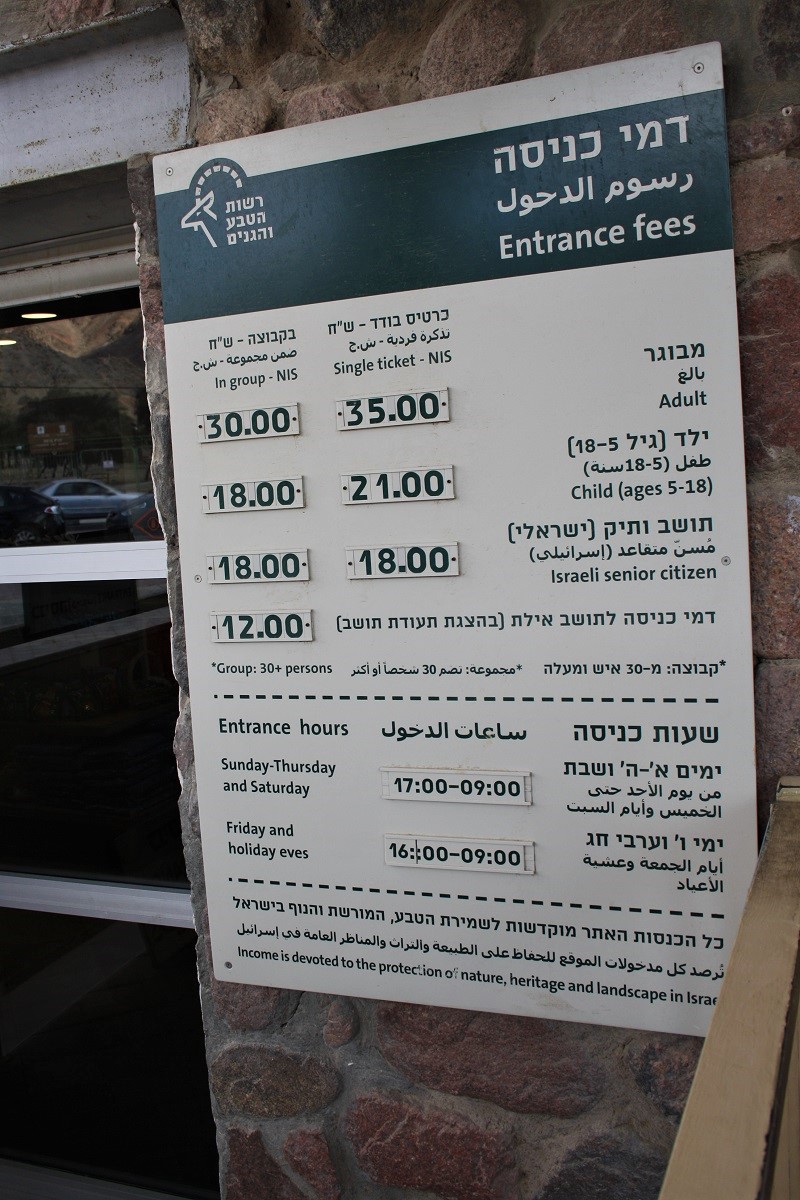 דמי כניסה
رسوم الدخول
Entrance fees
רשות
הטבע
והגנים
כרטיס בודד - ש"ח
تذكرة فردية - ش.ج
Single ticket - NIS
בקבוצה - ש"ח
ضمن مجموعة - ش.ج
In group - NIS
מבוגר
بالغ
Adult
35.00
30.00
ילד (גיל 5-18)
طفل (5-18سنة)
Child (ages 5-18)
21.00
18.00
תושב ותיק (ישראלי)
مُسنّ متقاعد (إسرائيلي)
Israeli senior citizen
18.00
18.00
דמי כניסה לתושב אילת (בהצגת תעודת תושב)
12.00
*קבוצה: מ-30 איש ומעלה
*مجموعة: تضم 30 شخصاً أو أكثر
*Group: 30+ persons
שעות כניסה
ساعات الدخول
Entrance hours
ימים א'-ה' ושבת
من يوم الأحد حتى
الخميس وأيام السبت
17:00-09:00
Sunday-Thursday
and Saturday
ימי ו' וערבי חג
أيام الجمعة وعشية
الأعياد
16:00-09:00
Friday and
holiday eves
כל הכנסות האתר מוקדשות לשמירת הטבע, המורשת והנוף בישראל
تُرصد كل مدخولات الموقع للحفاظ على الطبيعة والتراث والمناظر العامة في إسرائيل
Income is devoted to the protection of nature, heritage and landscape in Israe